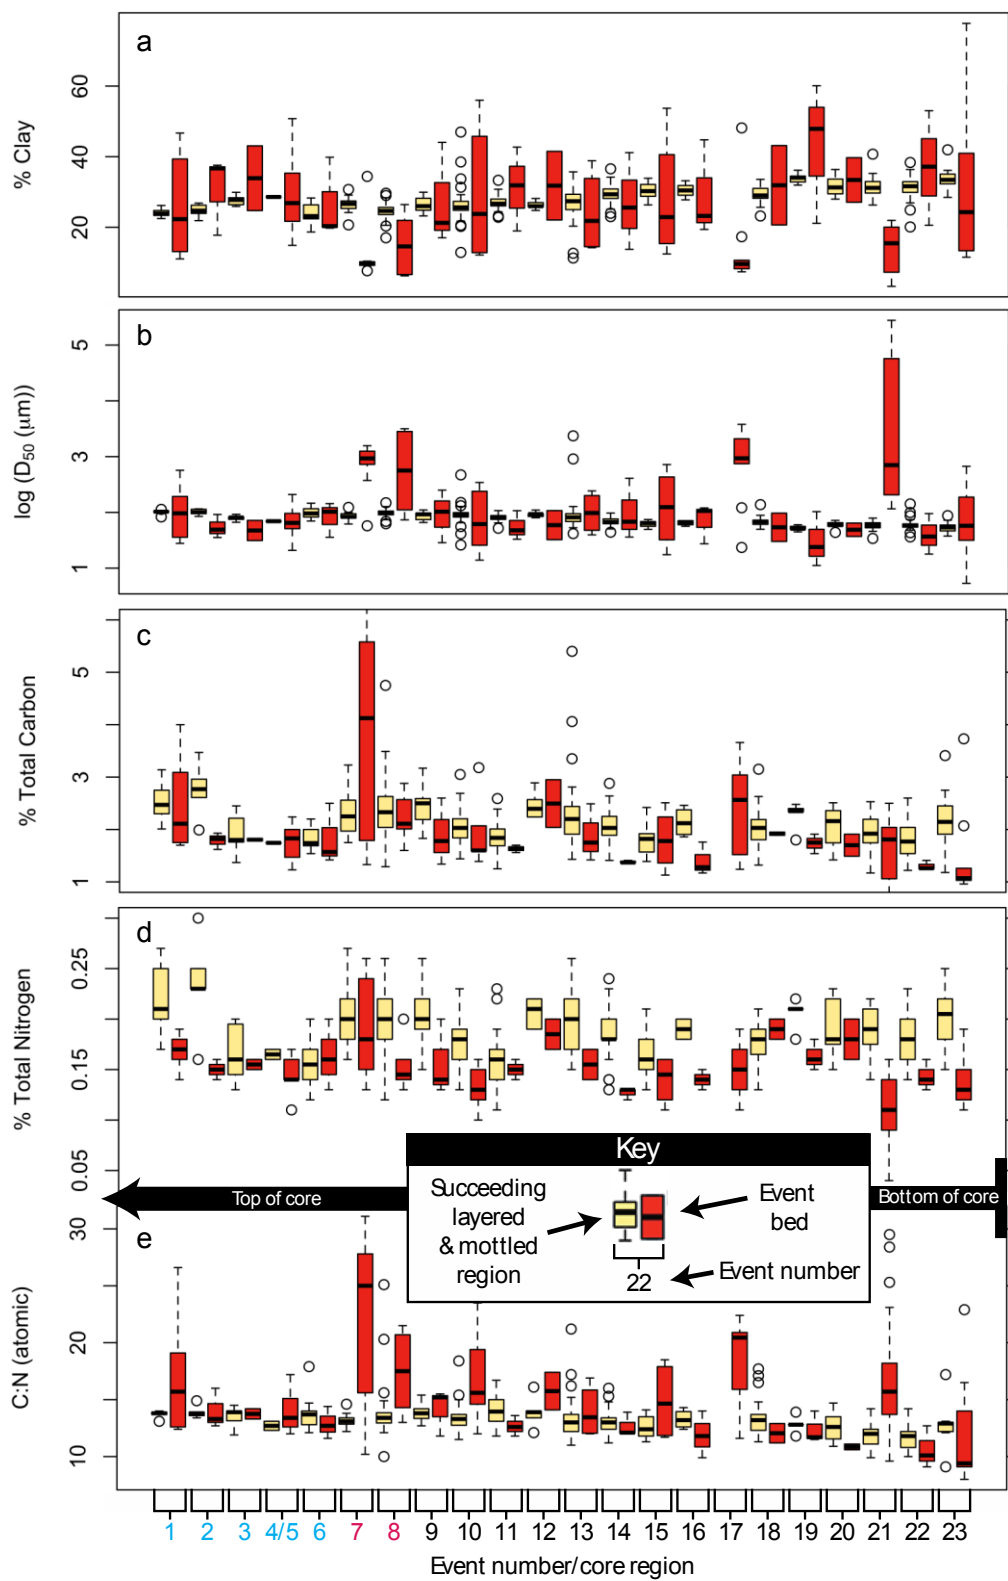 a
% Clay
60
40
20
b
log (D₅₀ (μm))
5
3
1
c
% Total Carbon
5
3
1
d
% Total Nitrogen
0.25
0.15
0.05
Key
Succeeding
layered
& mottled
region
Event
bed
22
Event number
Top of core
Bottom of core
e
C:N (atomic)
30
20
10
1 2 3 4/5 6 7 8 9 10 11 12 13 14 15 16 17 18 19 20 21 22 23
Event number/core region